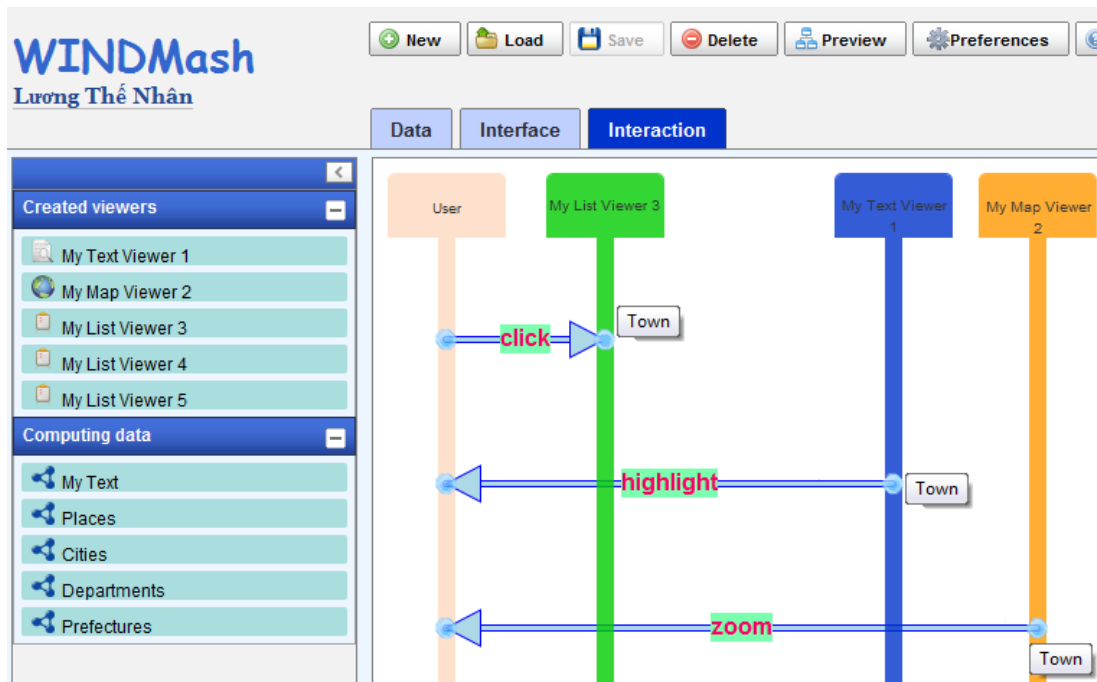 WINDMash
Lương Thế Nhân
New Load Save Delete Preview Preferences
Data Interface Interaction
Created viewers
My Text Viewer 1
My Map Viewer 2
My List Viewer 3
My List Viewer 4
My List Viewer 5
Computing data
My Text
Places
Cities
Departments
Prefectures
User
My List Viewer 3
My Text Viewer
1
My Map Viewer
2
click
Town
highlight
Town
zoom
Town